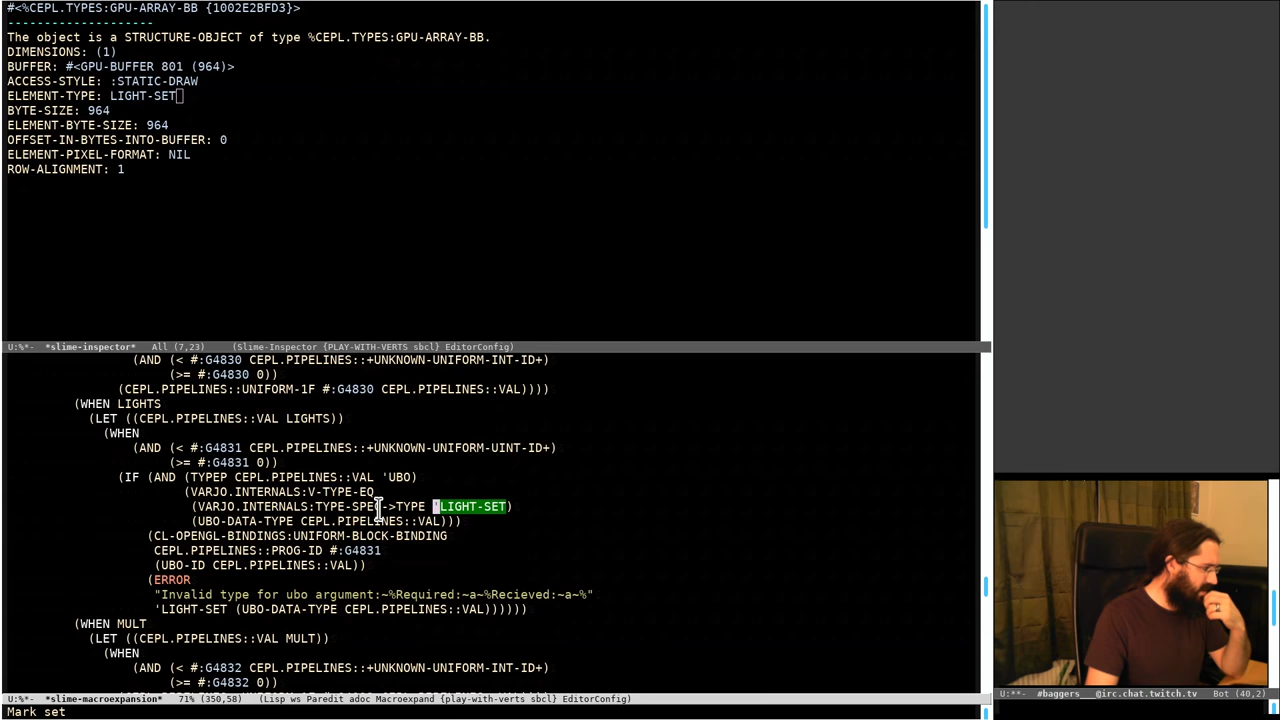 #<%CEPL.TYPES:GPU-ARRAY-BB {1002E2BFD3}>
--------------------
The object is a STRUCTURE-OBJECT of type %CEPL.TYPES:GPU-ARRAY-BB.
DIMENSIONS: (1)
BUFFER: #<GPU-BUFFER 801 (964)>
ACCESS-STYLE: :STATIC-DRAW
ELEMENT-TYPE: LIGHT-SET
BYTE-SIZE: 964
ELEMENT-BYTE-SIZE: 964
OFFSET-IN-BYTES-INTO-BUFFER: 0
ELEMENT-PIXEL-FORMAT: NIL
ROW-ALIGNMENT: 1
U:%*-  *slime-inspector*   All (7,23)     (Slime-Inspector {PLAY-WITH-VERTS sbcl} EditorConfig)
(AND (< #:G4830 CEPL.PIPELINES::+UNKNOWN-UNIFORM-INT-ID+)
(>= #:G4830 0))
(CEPL.PIPELINES::UNIFORM-1F #:G4830 CEPL.PIPELINES::VAL))))
(WHEN LIGHTS
(LET ((CEPL.PIPELINES::VAL LIGHTS))
(WHEN
(AND (< #:G4831 CEPL.PIPELINES::+UNKNOWN-UNIFORM-UINT-ID+)
(>= #:G4831 0))
(IF (AND (TYPEP CEPL.PIPELINES::VAL 'UBO)
(VARJO.INTERNALS:V-TYPE-EQ
(VARJO.INTERNALS:TYPE-SPEC->TYPE 'LIGHT-SET)
(UBO-DATA-TYPE CEPL.PIPELINES::VAL)))
(CL-OPENGL-BINDINGS:UNIFORM-BLOCK-BINDING
CEPL.PIPELINES::PROG-ID #:G4831
(UBO-ID CEPL.PIPELINES::VAL))
(ERROR
"Invalid type for ubo argument:~%Required:~a~%Recieved:~a~%"
'LIGHT-SET (UBO-DATA-TYPE CEPL.PIPELINES::VAL))))))
(WHEN MULT
(LET ((CEPL.PIPELINES::VAL MULT))
(WHEN
(AND (< #:G4832 CEPL.PIPELINES::+UNKNOWN-UNIFORM-INT-ID+)
(>= #:G4832 0))
U:%*-  *slime-macroexpansion*   71% (350,58)    (Lisp ws Paredit adoc Macroexpand {play-with-verts sbcl} EditorConfig)
U:**-  #baggers___@irc.chat.twitch.tv   Bot (40,2)
Mark set